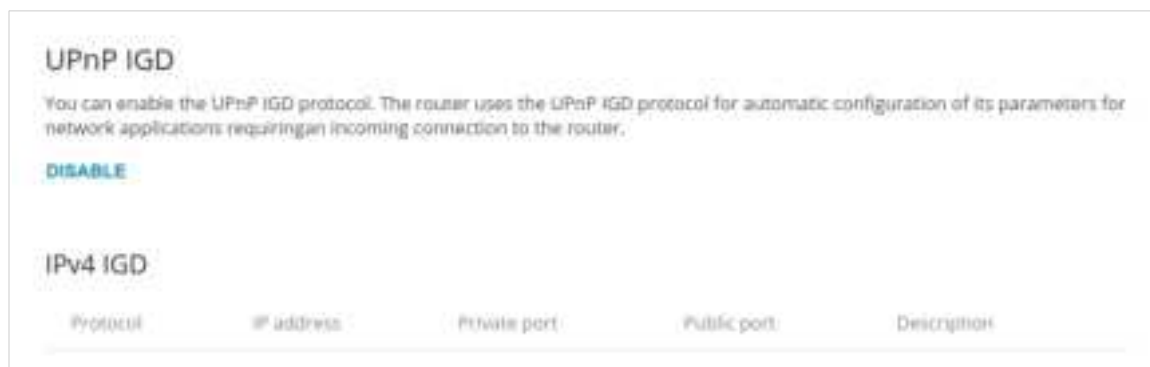 UPnP IGD
You can enable the UPnP IGD protocol. The router uses the UPnP IGD protocol for automatic configuration of its parameters for
network applications requiringan incoming connection to the router.
DISABLE
IPv4 IGD
Protocol IP address Private port Public port Description